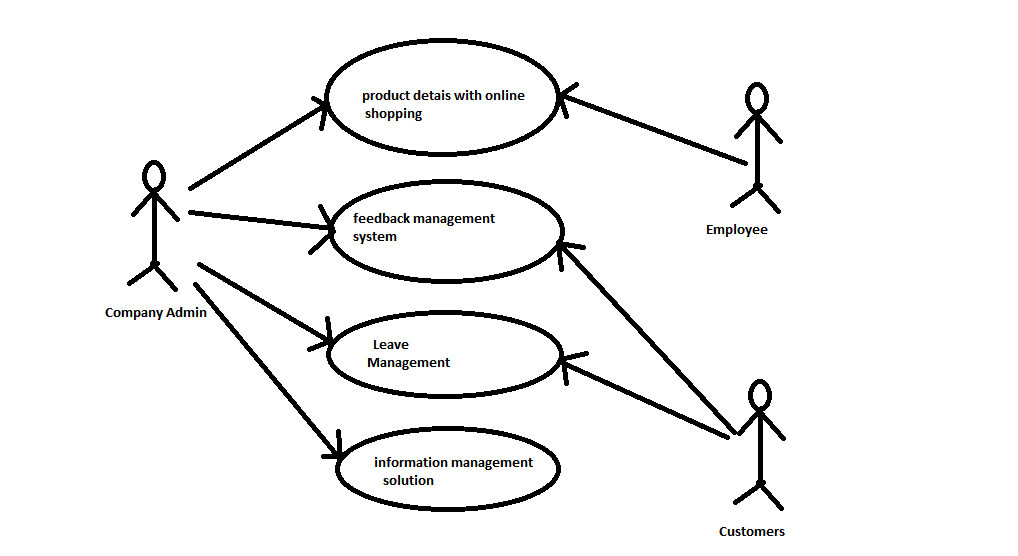 product detais with online
shopping
feedback management
system
Employee
Company Admin
Leave
Management
information management
solution
Customers